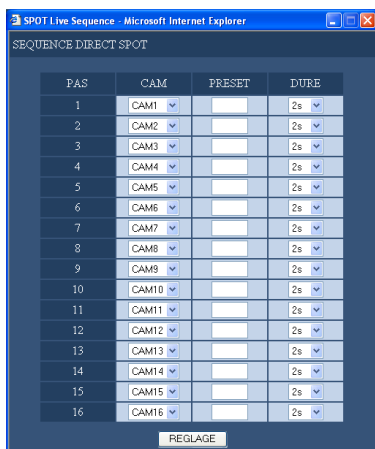 SPOT Live Sequence - Microsoft Internet Explorer
SEQUENCE DIRECT SPOT
PAS CAM PRESET DURE
1 CAM1 2s
2 CAM2 2s
3 CAM3 2s
4 CAM4 2s
5 CAM5 2s
6 CAM6 2s
7 CAM7 2s
8 CAM8 2s
9 CAM9 2s
10 CAM10 2s
11 CAM11 2s
12 CAM12 2s
13 CAM13 2s
14 CAM14 2s
15 CAM15 2s
16 CAM16 2s
REGLAGE